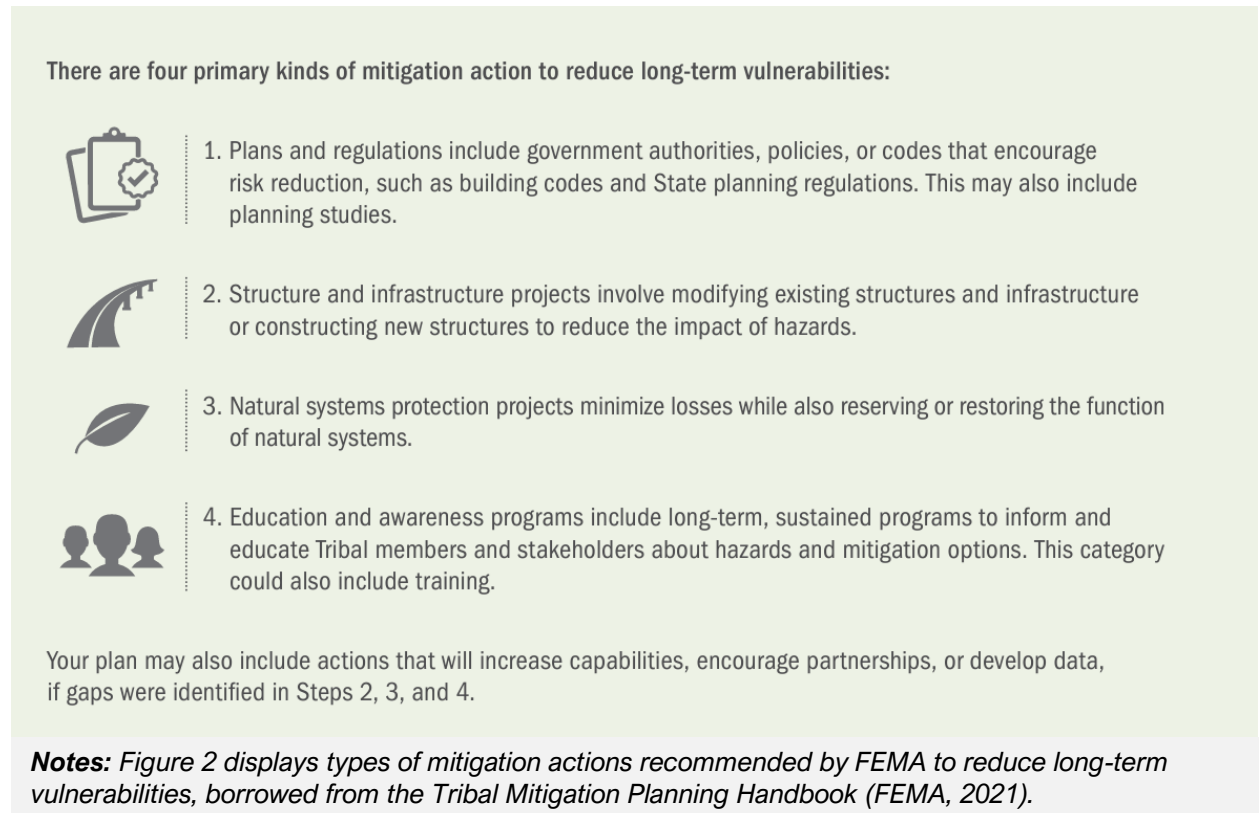 There are four primary kinds of mitigation action to reduce long-term vulnerabilities:
1. Plans and regulations include government authorities, policies, or codes that encourage
risk reduction, such as building codes and State planning regulations. This may also include
planning studies.
2. Structure and infrastructure projects involve modifying existing structures and infrastructure
or constructing new structures to reduce the impact of hazards.
3. Natural systems protection projects minimize losses while also reserving or restoring the function
of natural systems.
4. Education and awareness programs include long-term, sustained programs to inform and
educate Tribal members and stakeholders about hazards and mitigation options. This category
could also include training.
Your plan may also include actions that will increase capabilities, encourage partnerships, or develop data,
if gaps were identified in Steps 2, 3, and 4.
Notes: Figure 2 displays types of mitigation actions recommended by FEMA to reduce long-term
vulnerabilities, borrowed from the Tribal Mitigation Planning Handbook (FEMA, 2021).